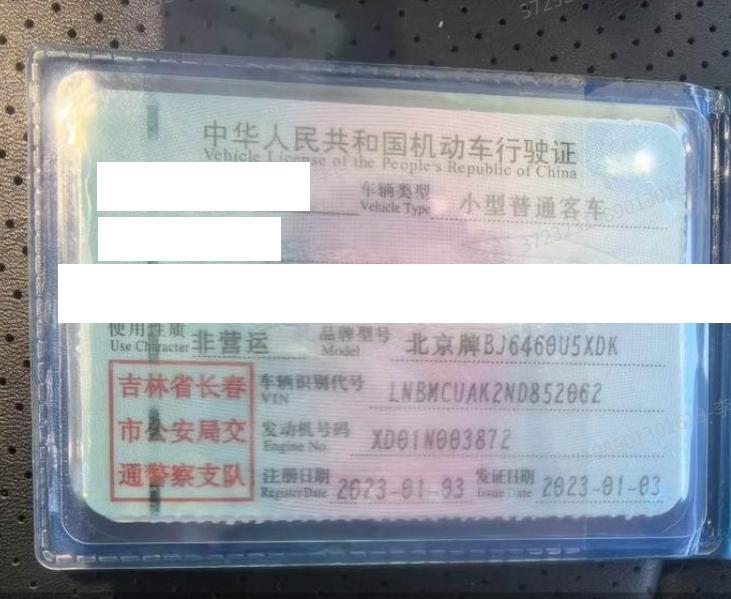 中华人民共和国机动车行驶证
Vehicle License of the People's Republic of China
车辆类型 小型普通客车
Vehicle Type
使用性质 非营运 品牌型号 北京牌BJ6460U5XDK
Use Character Model
吉林省长春
市公安局交
通警察支队
车辆识别代号 LNBMCUAK2ND852062
VIN
发动机号码 XD01N003872
Engine No.
注册日期 2023-01-03 发证日期 2023-01-03
Register Date Issue Date